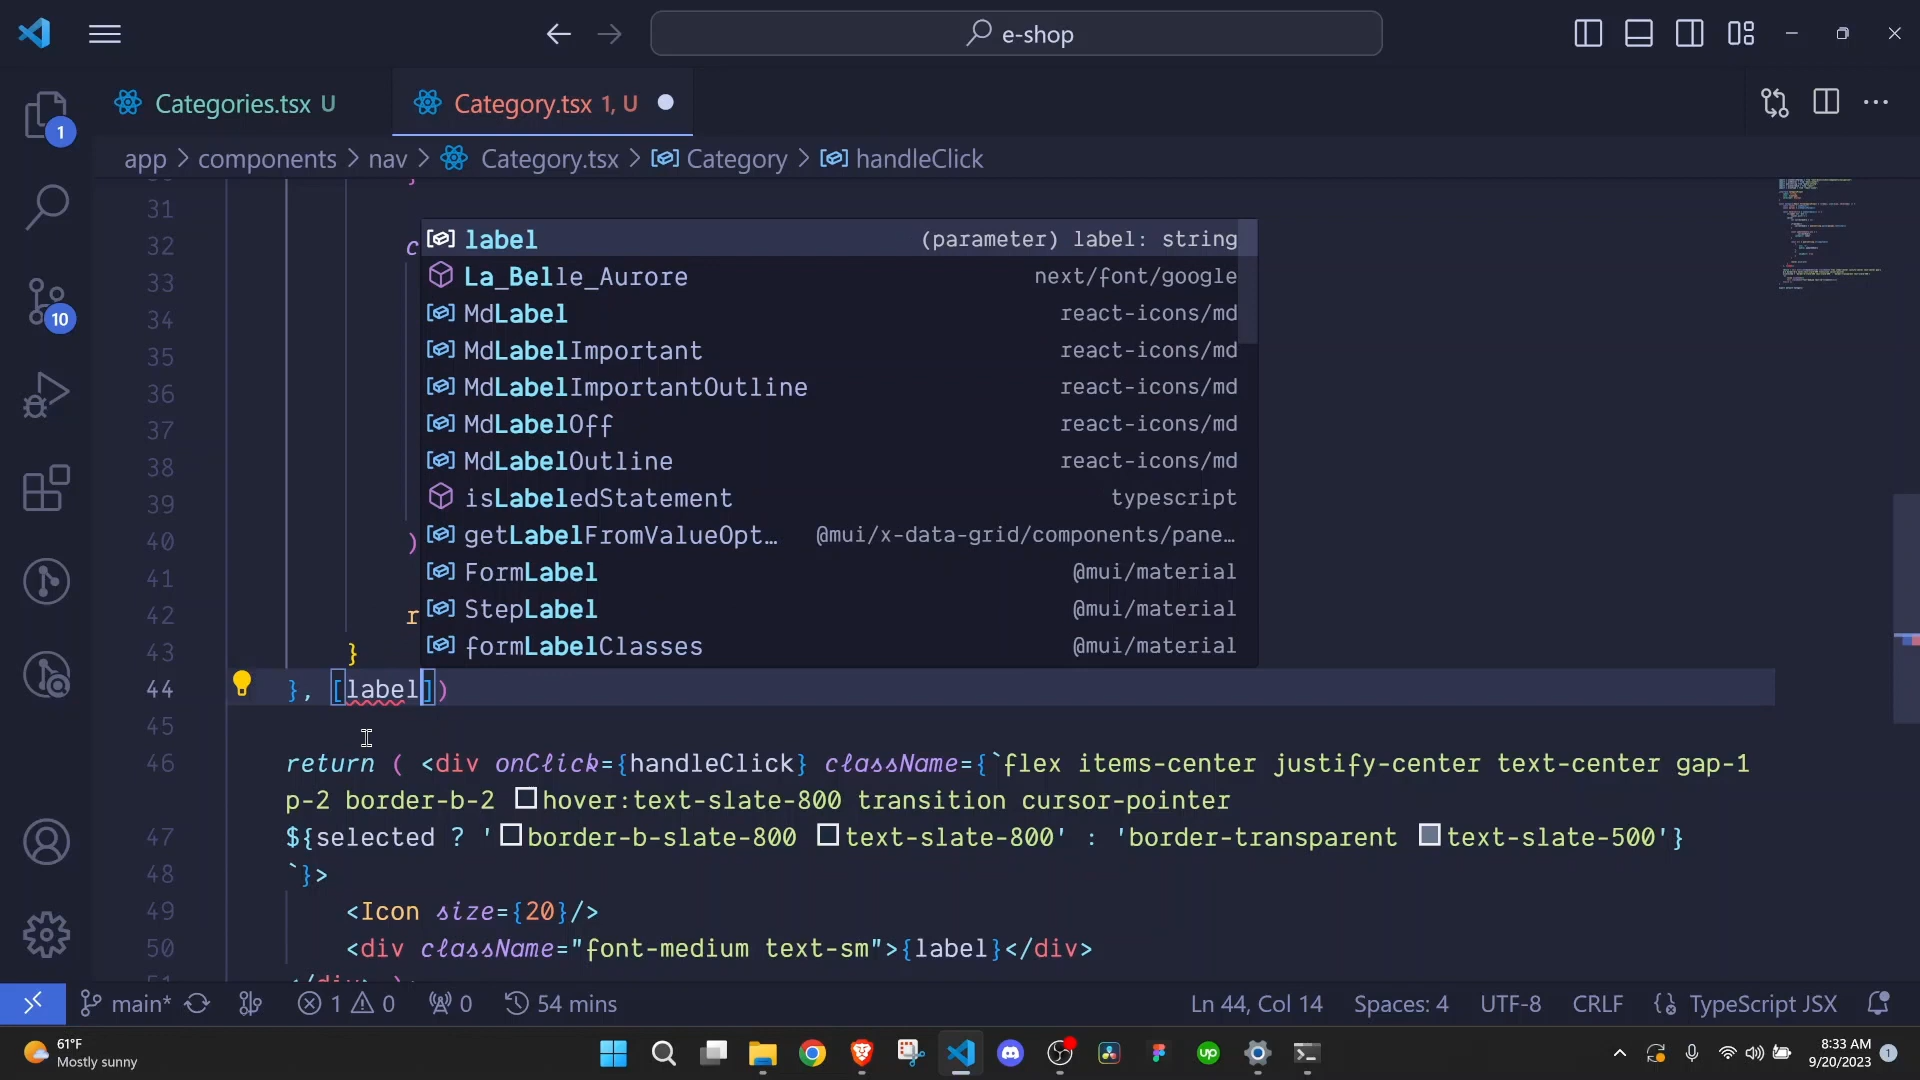 e-shop
Categories.tsx U
Category.tsx 1, U
app > components > nav > Category.tsx > Category > handleClick
1
10
31
32 c
33
34
35
36
37
38
39
40 )
41
42 r
43 }
44 }, [label])
45
46 return ( <div onClick={handleClick} className={`flex items-center justify-center text-center gap-1
p-2 border-b-2 hover:text-slate-800 transition cursor-pointer
47 ${selected ? 'border-b-slate-800 text-slate-800' : 'border-transparent text-slate-500'}
48 `}>
49 <Icon size={20}/>
50 <div className="font-medium text-sm">{label}</div>
label (parameter) label: string
La_Belle_Aurore next/font/google
MdLabel react-icons/md
MdLabelImportant react-icons/md
MdLabelImportantOutline react-icons/md
MdLabelOff react-icons/md
MdLabelOutline react-icons/md
isLabeledStatement typescript
getLabelFromValueOpt… @mui/x-data-grid/components/pane…
FormLabel @mui/material
StepLabel @mui/material
formLabelClasses @mui/material
main* 1 0 0 54 mins Ln 44, Col 14 Spaces: 4 UTF-8 CRLF TypeScript JSX
61°F
Mostly sunny
up
8:33 AM
9/20/2023
1